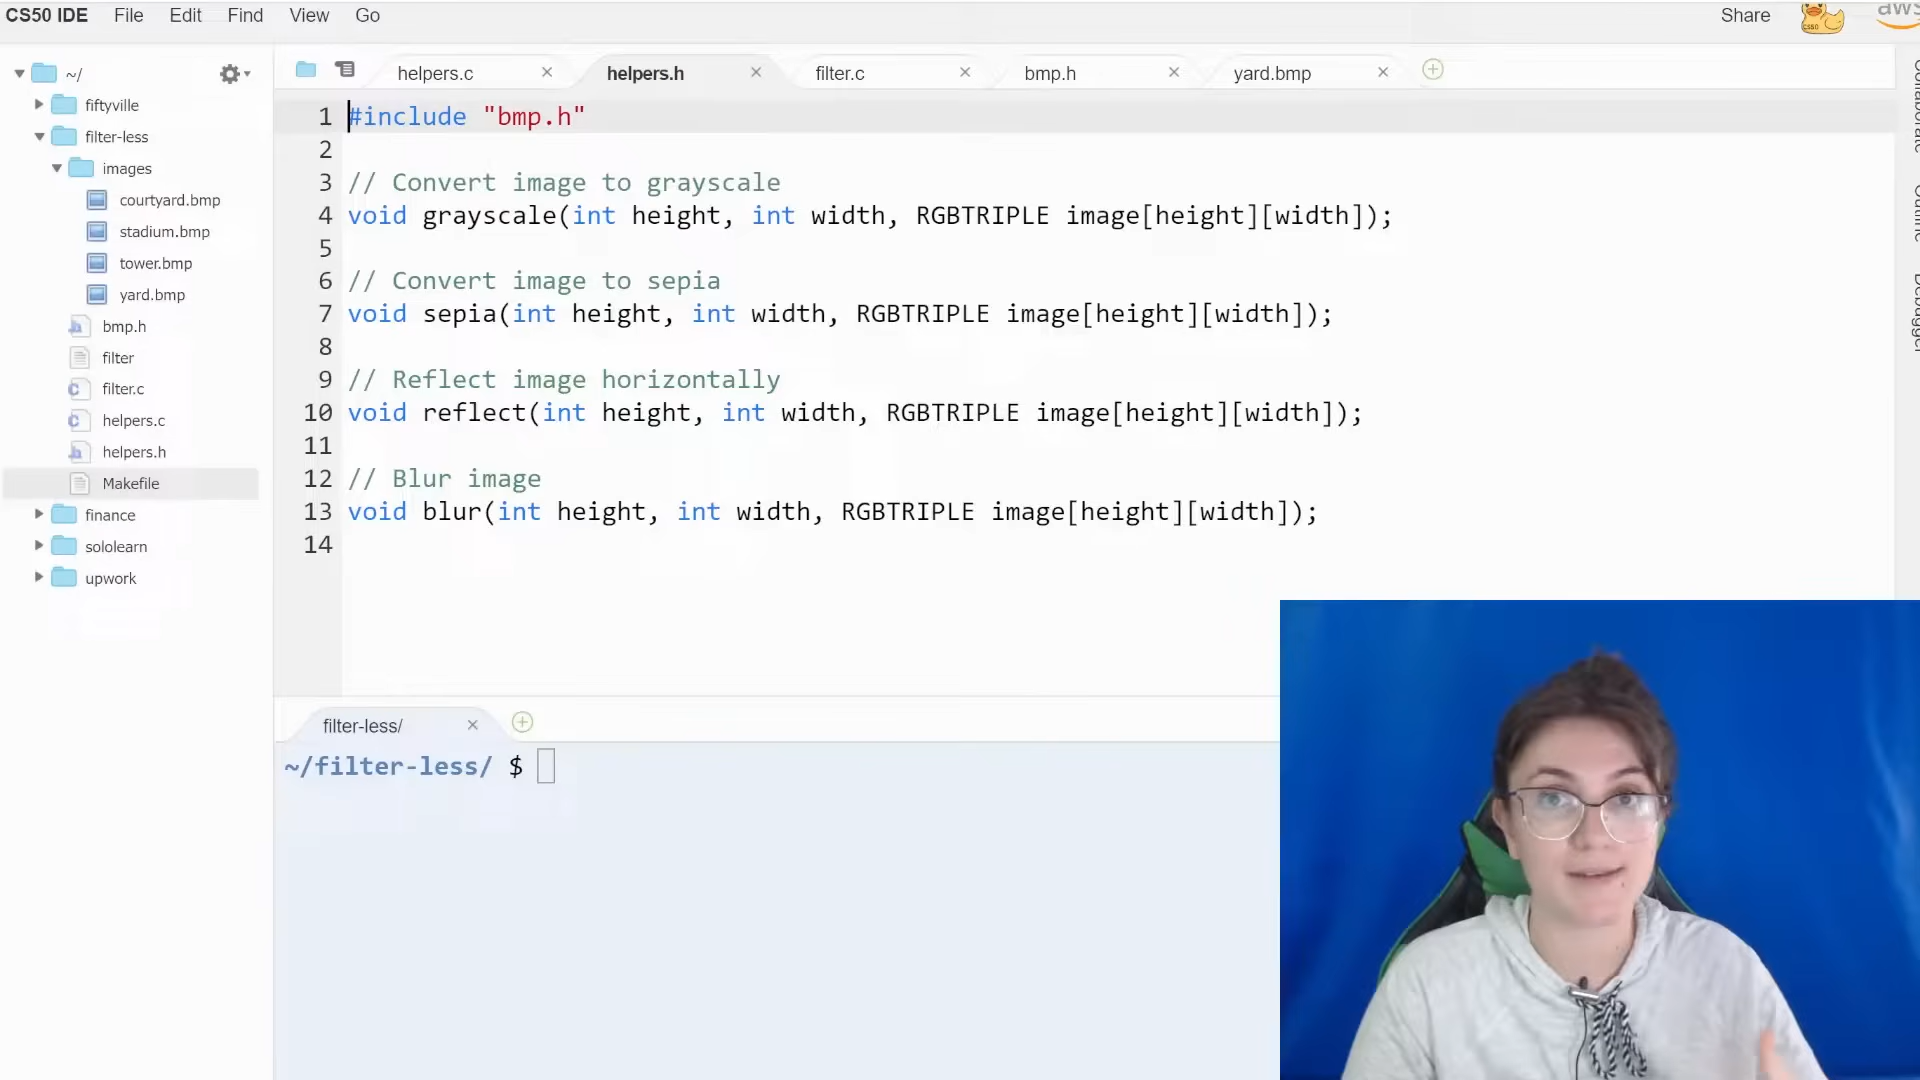 CS50 IDE File Edit Find View Go Share aws
~/
fiftyville
filter-less
images
courtyard.bmp
stadium.bmp
tower.bmp
yard.bmp
bmp.h
filter
filter.c
helpers.c
helpers.h
Makefile
finance
sololearn
upwork
helpers.c helpers.h filter.c bmp.h yard.bmp
1 #include "bmp.h"
2
3 // Convert image to grayscale
4 void grayscale(int height, int width, RGBTRIPLE image[height][width]);
5
6 // Convert image to sepia
7 void sepia(int height, int width, RGBTRIPLE image[height][width]);
8
9 // Reflect image horizontally
10 void reflect(int height, int width, RGBTRIPLE image[height][width]);
11
12 // Blur image
13 void blur(int height, int width, RGBTRIPLE image[height][width]);
14
filter-less/
~/filter-less/ $
Collaborate
Outline
Debugger